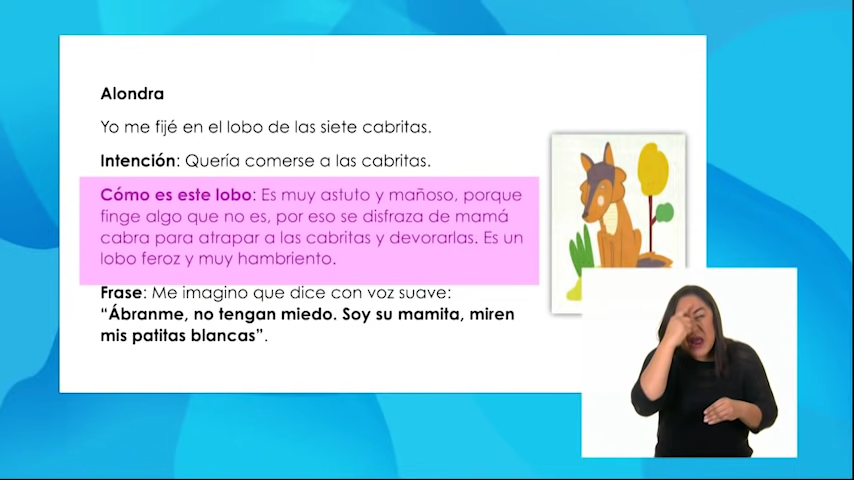 Alondra
Yo me fijé en el lobo de las siete cabritas.
Intención: Quería comerse a las cabritas.
Cómo es este lobo: Es muy astuto y mañoso, porque
finge algo que no es, por eso se disfraza de mamá
cabra para atrapar a las cabritas y devorarlas. Es un
lobo feroz y muy hambriento.
Frase: Me imagino que dice con voz suave:
“Ábranme, no tengan miedo. Soy su mamita, miren
mis patitas blancas”.